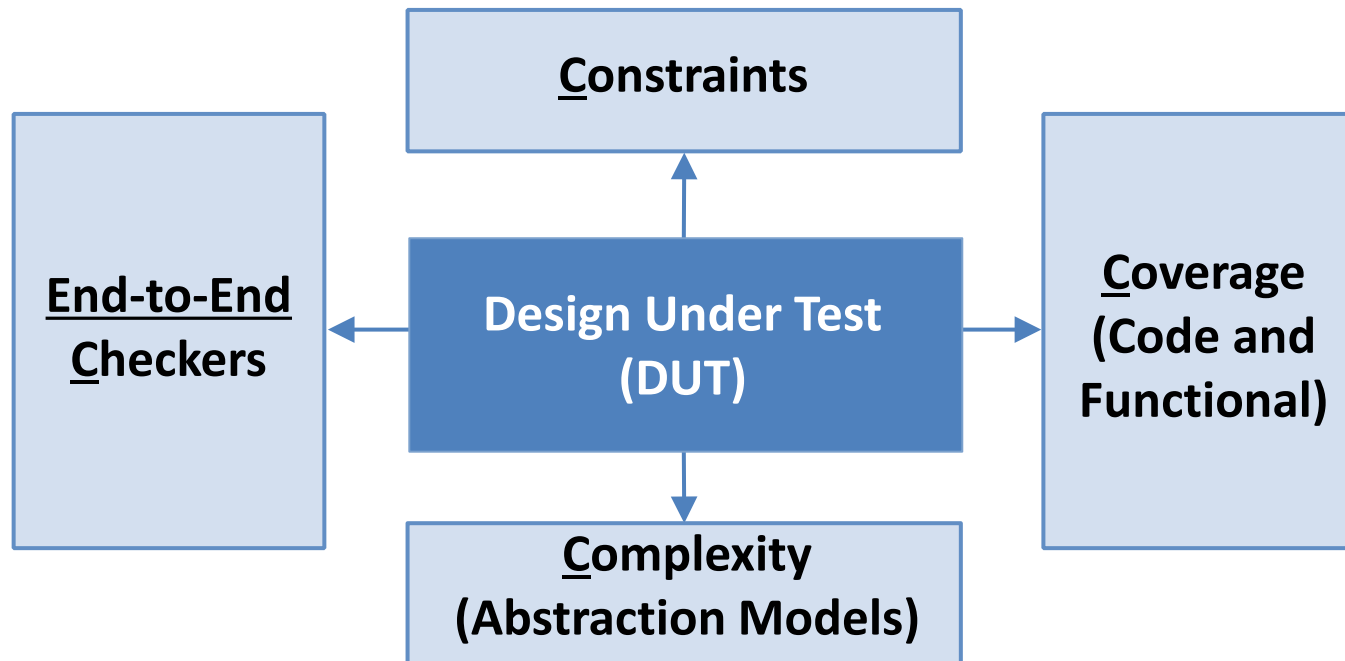 Constraints
End-to-End
Checkers
Design Under Test
(DUT)
Coverage
(Code and
Functional)
Complexity
(Abstraction Models)